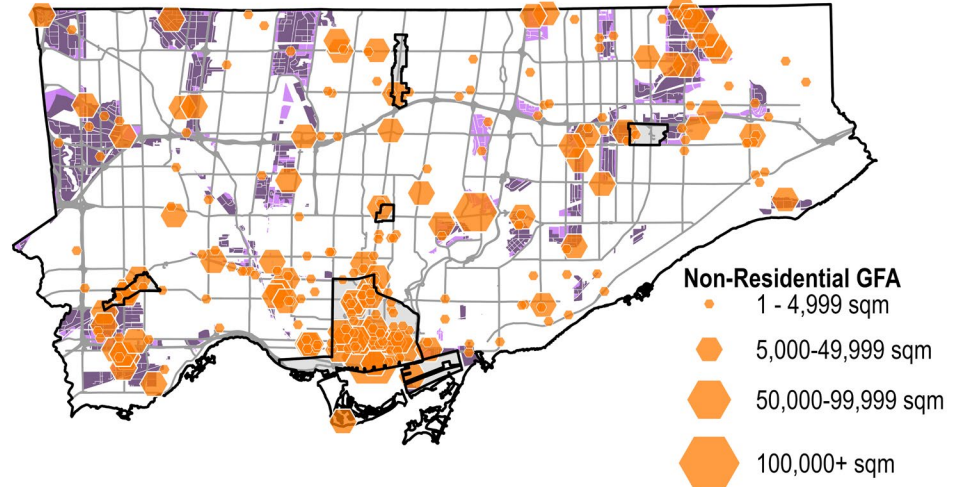 Non-Residential GFA
1 - 4,999 sqm
5,000-49,999 sqm
50,000-99,999 sqm
100,000+ sqm